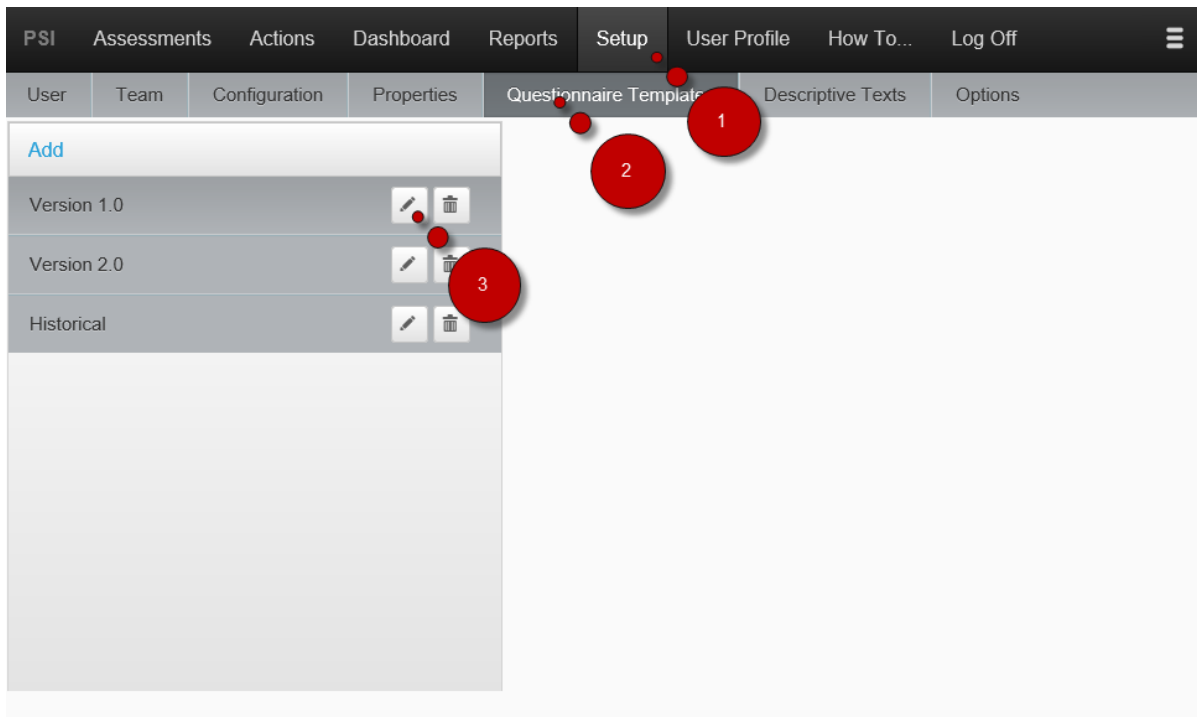 PSI Assessments Actions Dashboard Reports Setup User Profile How To... Log Off
User Team Configuration Properties Questionnaire Template Descriptive Texts Options
1
Add
2
Version 1.0
Version 2.0
3
Historical